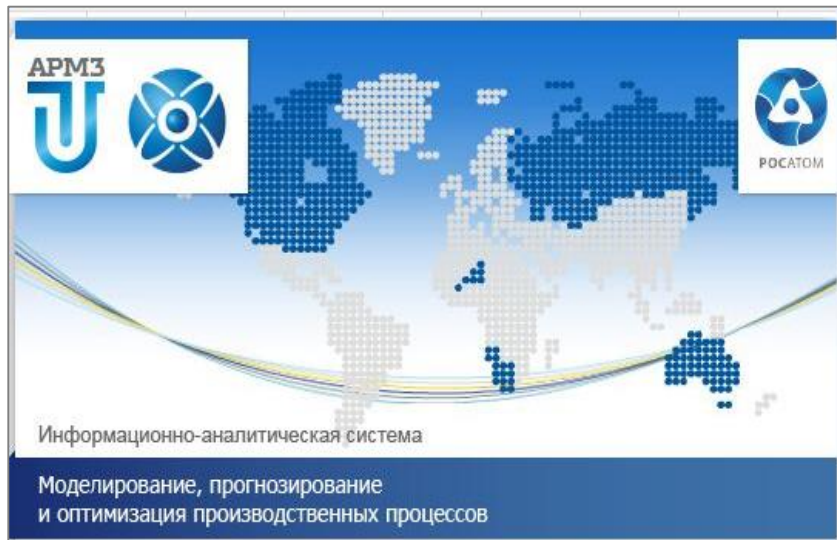 АРМЗ
РОСАТОМ
Информационно-аналитическая система
Моделирование, прогнозирование
и оптимизация производственных процессов